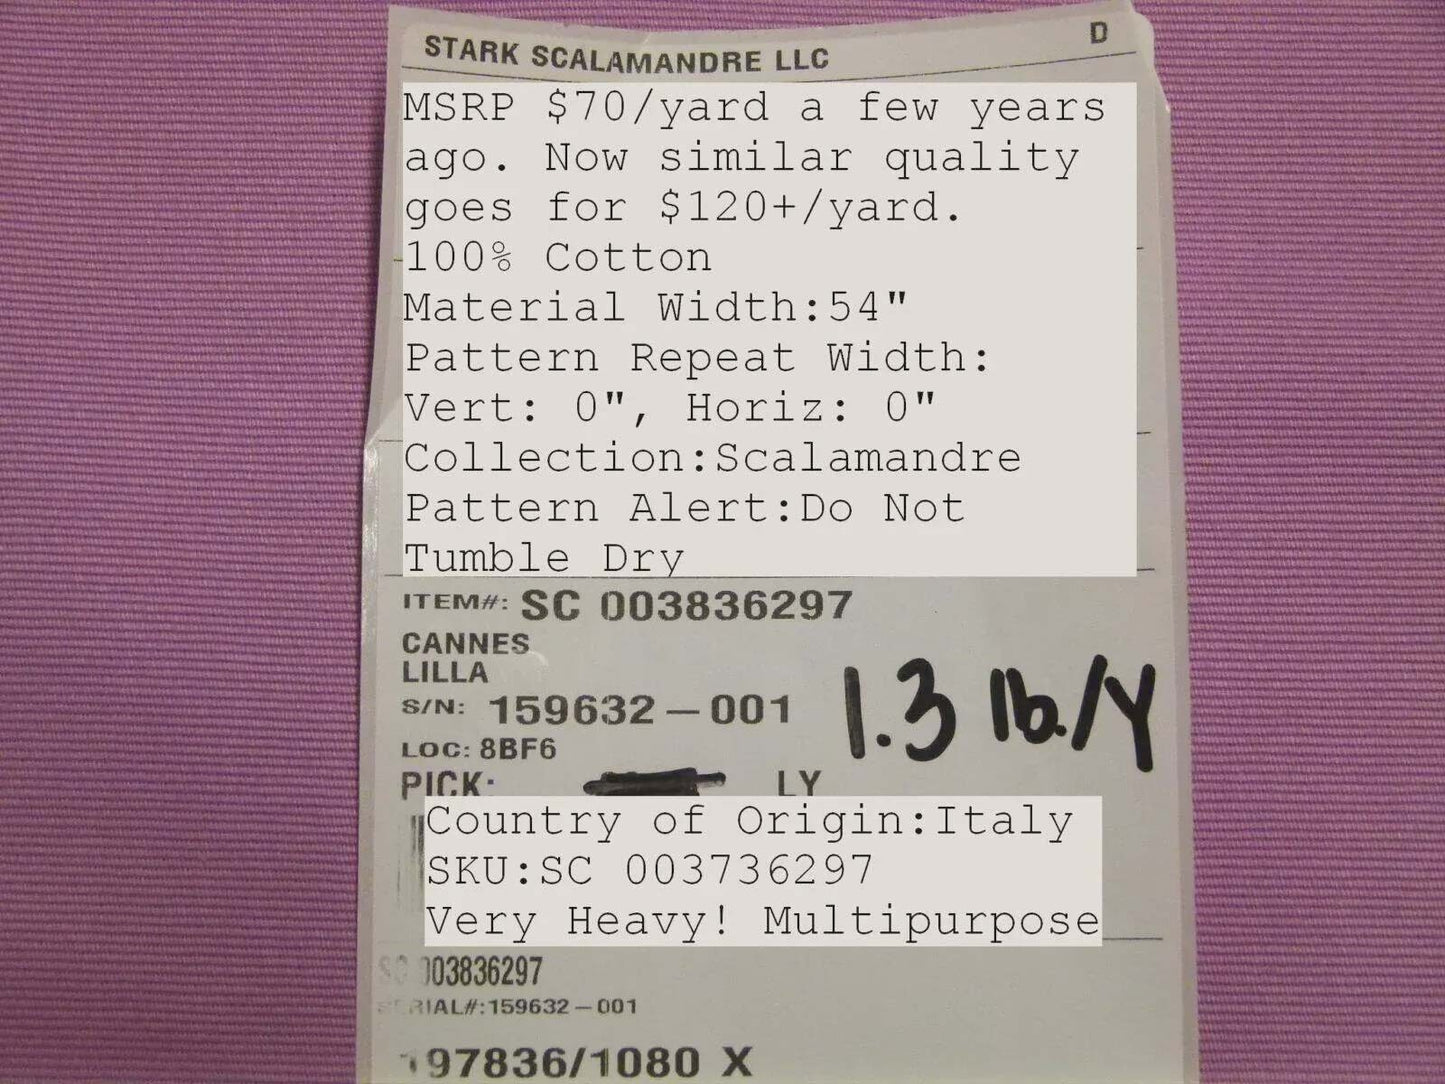 STARK SCALAMANDRE LLC D
MSRP $70/yard a few years
ago. Now similar quality
goes for $120+/yard.
100% Cotton
Material Width:54"
Pattern Repeat Width:
Vert: 0", Horiz: 0"
Collection:Scalamandre
Pattern Alert:Do Not
Tumble Dry
ITEM#: SC 003836297
CANNES
LILLA
S/N: 159632-001
1.3 lb./Y
LOC: 8BF6
PICK: LY
Country of Origin:Italy
SKU:SC 003736297
Very Heavy! Multipurpose
SC 003836297
SERIAL#:159632-001
97836/1080 X